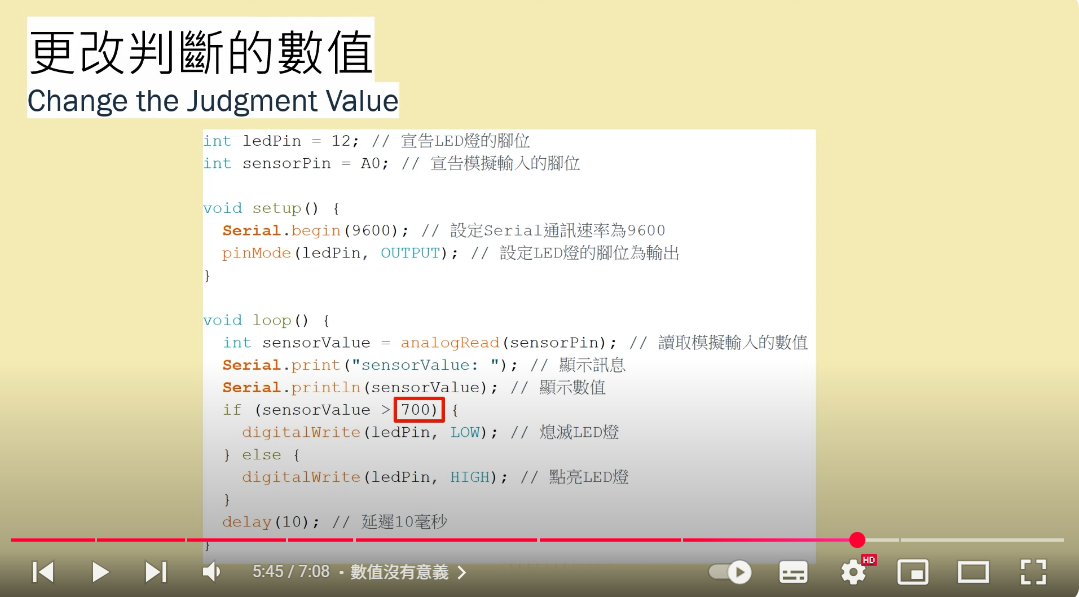 更改判斷的數值
Change the Judgment Value
int ledPin = 12; // 宣告LED燈的腳位
int sensorPin = A0; // 宣告模擬輸入的腳位
void setup() {
Serial.begin(9600); // 設定Serial通訊速率為9600
pinMode(ledPin, OUTPUT); // 設定LED燈的腳位為輸出
}
void loop() {
int sensorValue = analogRead(sensorPin); // 讀取模擬輸入的數值
Serial.print("sensorValue: "); // 顯示訊息
Serial.println(sensorValue); // 顯示數值
if (sensorValue > 700) {
digitalWrite(ledPin, LOW); // 熄滅LED燈
} else {
digitalWrite(ledPin, HIGH); // 點亮LED燈
}
delay(10); // 延遲10毫秒
}
5:45 / 7:08 · 數值沒有意義
HD